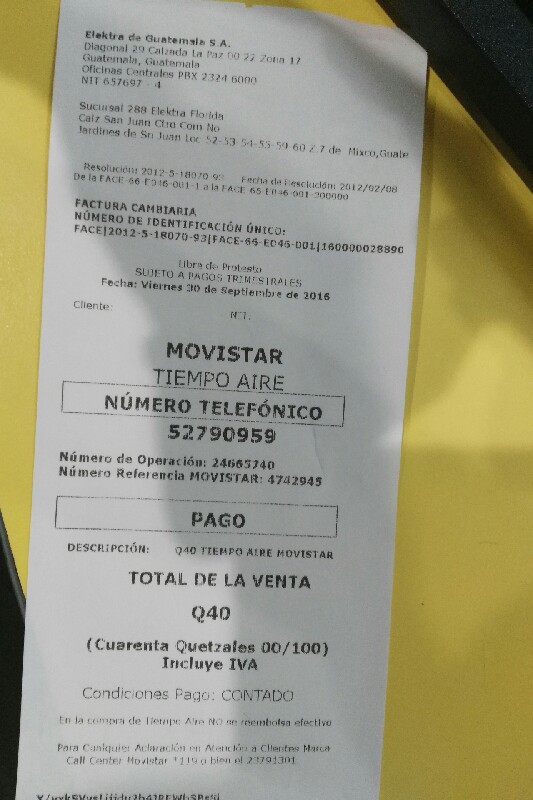 Elektra de Guatemala S.A.
Diagonal 29 Calzada La Paz 00 22 Zona 17
Guatemala, Guatemala
Oficinas Centrales PBX 2324 6000
NIT 657697 - 4
Sucursal 288 Elektra Florida
Calz San Juan Ctro Com No
Jardines de Sn Juan Loc 52-53-54-55-59-60 Z.7 de Mixco,Guate
Resolución: 2012-5-18070-93 Fecha de Resolución: 2012/02/08
De la FACE-66-E046-001-1 a la FACE-66-E046-001-300000
FACTURA CAMBIARIA
NÚMERO DE IDENTIFICACIÓN ÚNICO:
FACE|2012-5-18070-93|FACE-66-E046-001|160000028890
Libre de Protesto
SUJETO A PAGOS TRIMESTRALES
Fecha: Viernes 30 de Septiembre de 2016
Cliente:
NIT:
MOVISTAR
TIEMPO AIRE
NÚMERO TELEFÓNICO
52790959
Número de Operación: 24665740
Número Referencia MOVISTAR: 4742945
PAGO
DESCRIPCIÓN: Q40 TIEMPO AIRE MOVISTAR
TOTAL DE LA VENTA
Q40
(Cuarenta Quetzales 00/100)
Incluye IVA
Condiciones Pago: CONTADO
En la compra de Tiempo Aire NO se reembolsa efectivo
Para Cualquier Aclaración en Atención a Clientes Marca
Call Center Movistar *119 o bien el 23791301